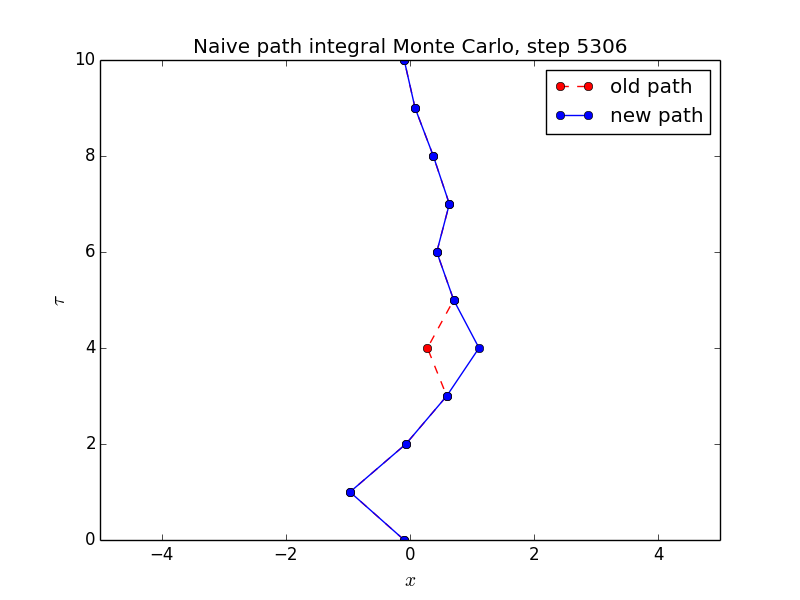 Naive path integral Monte Carlo, step 5306
old path
new path
10
8
6
4
2
0
τ
−4
−2
0
2
4
x